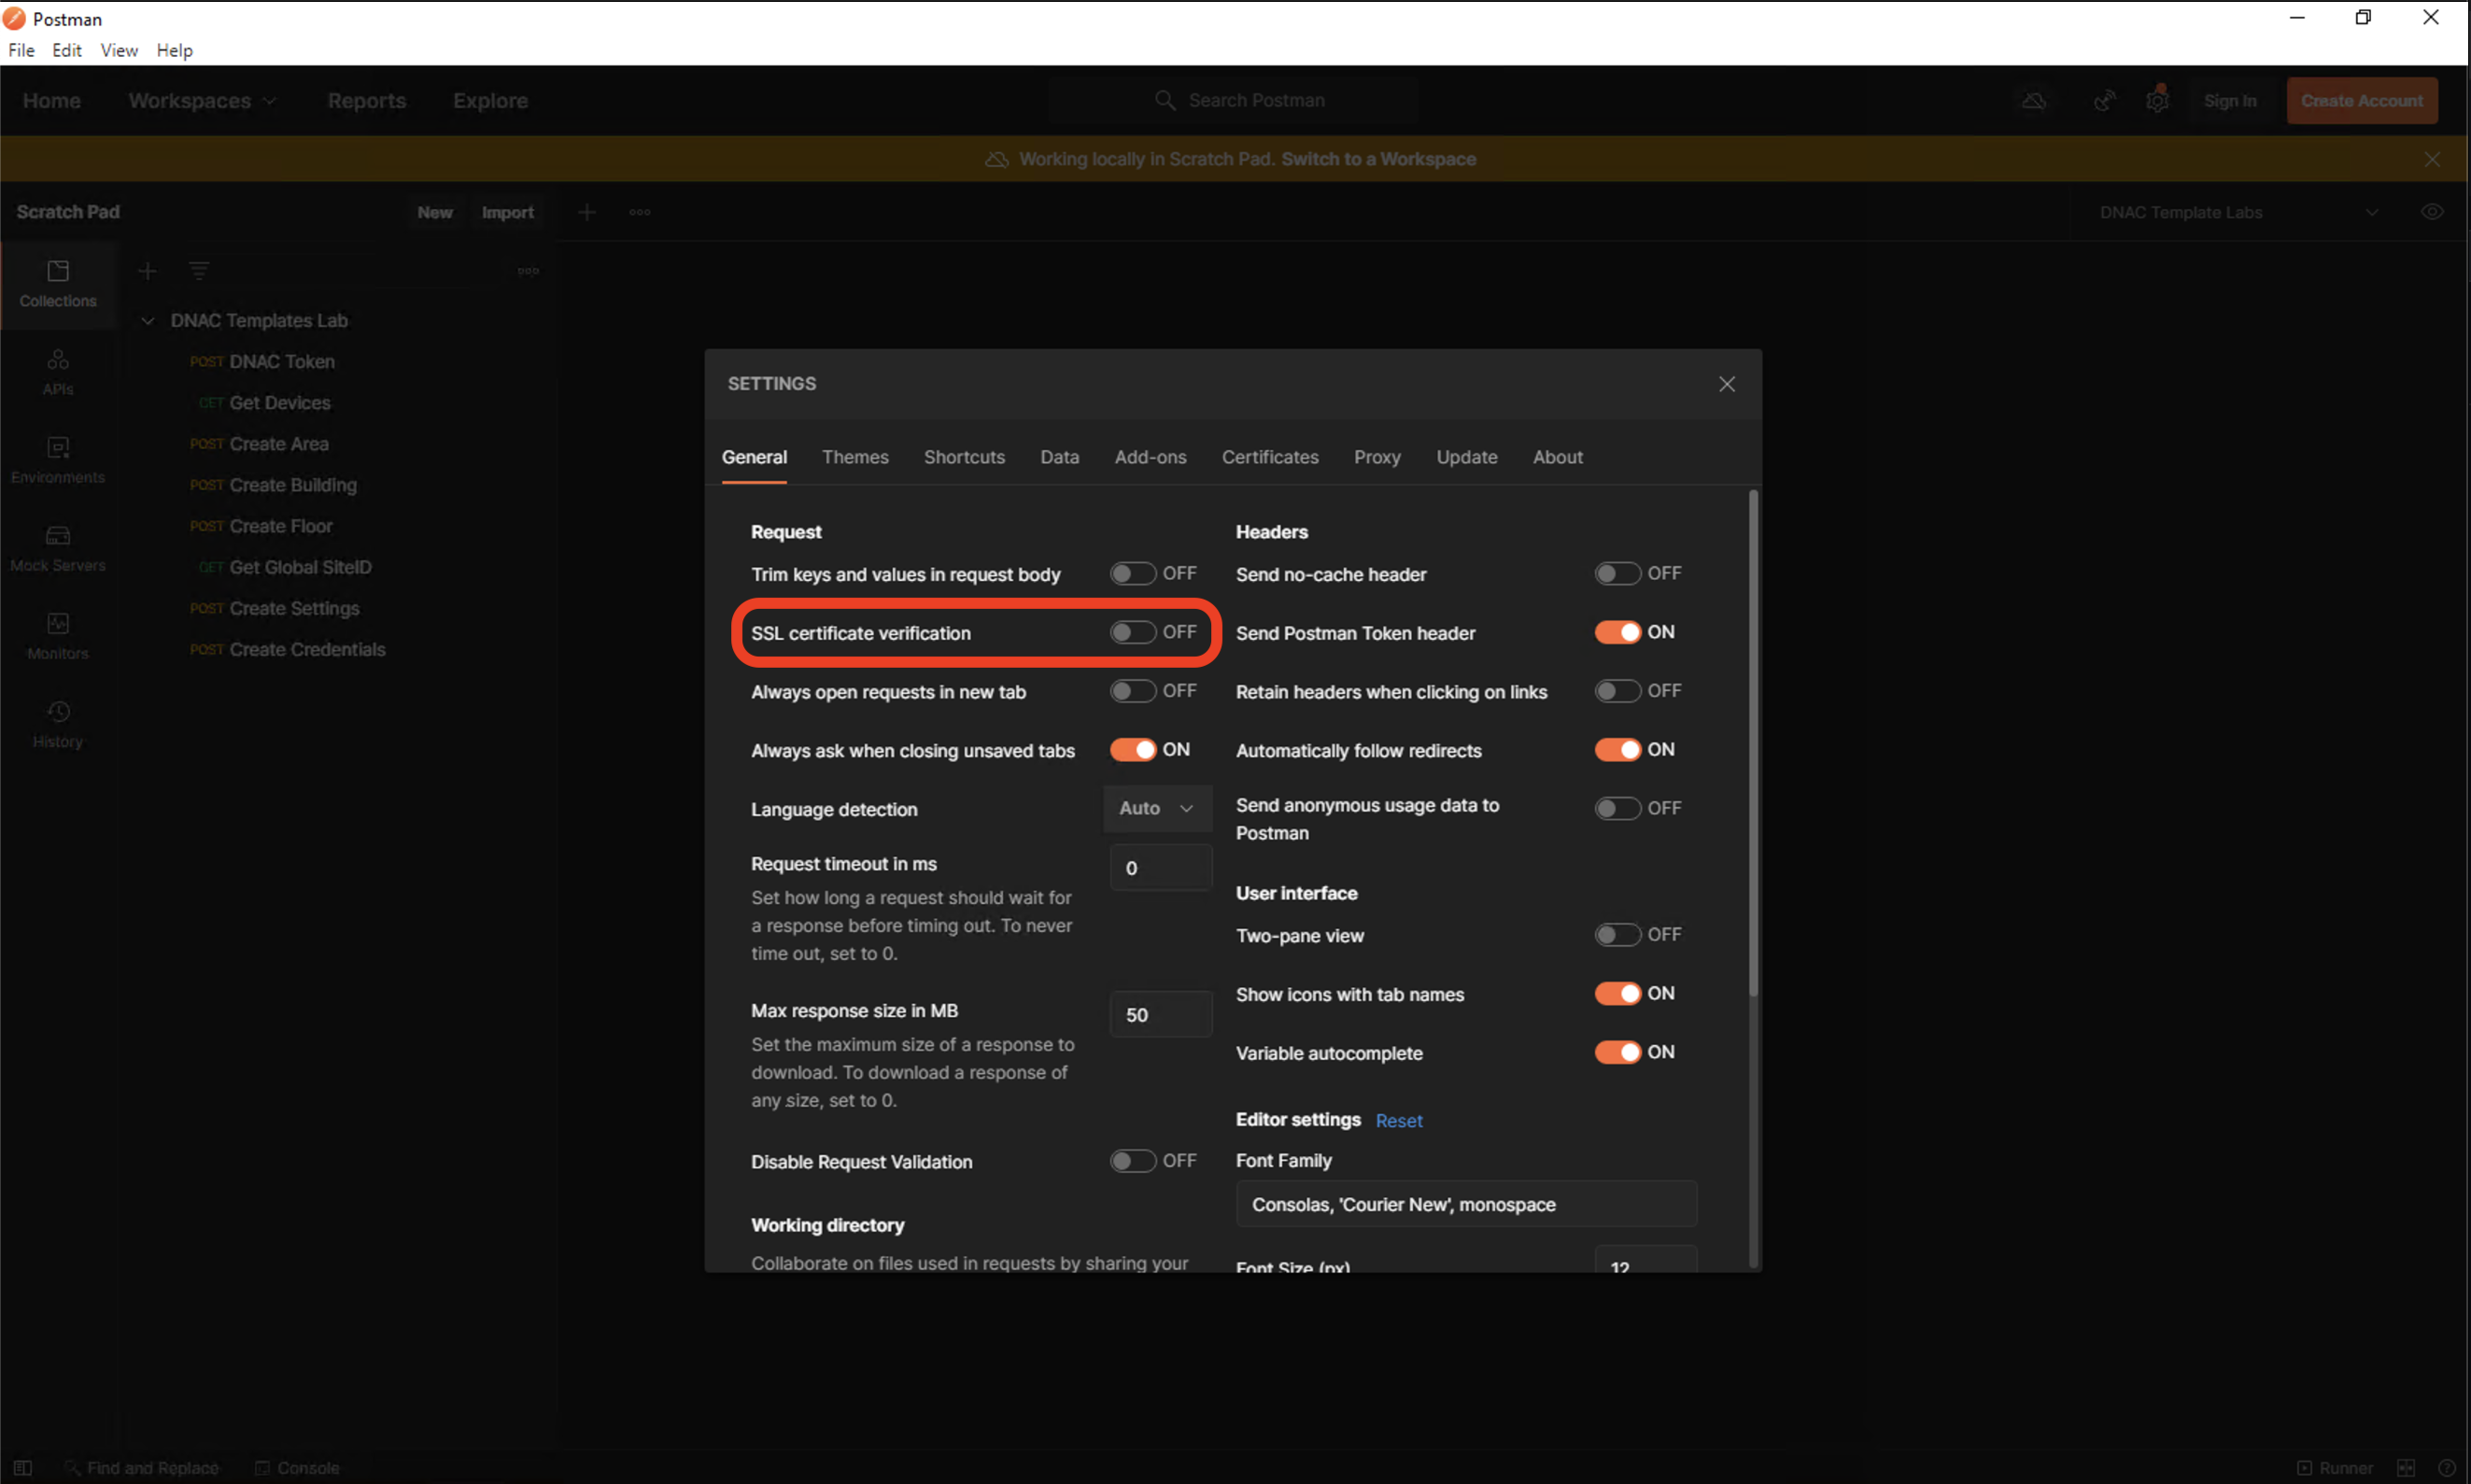 Postman
File Edit View Help
Home Workspaces Reports Explore Search Postman Sign In Create Account
Working locally in Scratch Pad. Switch to a Workspace
Scratch Pad New Import DNAC Template Labs
Collections
APIs
Environments
Mock Servers
Monitors
History
DNAC Templates Lab
POST DNAC Token
GET Get Devices
POST Create Area
POST Create Building
POST Create Floor
GET Get Global SiteID
POST Create Settings
POST Create Credentials
SETTINGS
General Themes Shortcuts Data Add-ons Certificates Proxy Update About
Request
Trim keys and values in request body OFF
SSL certificate verification OFF
Always open requests in new tab OFF
Always ask when closing unsaved tabs ON
Language detection Auto
Request timeout in ms 0
Set how long a request should wait for
a response before timing out. To never
time out, set to 0.
Max response size in MB 50
Set the maximum size of a response to
download. To download a response of
any size, set to 0.
Disable Request Validation OFF
Working directory
Collaborate on files used in requests by sharing your
Headers
Send no-cache header OFF
Send Postman Token header ON
Retain headers when clicking on links OFF
Automatically follow redirects ON
Send anonymous usage data to OFF
Postman
User interface
Two-pane view OFF
Show icons with tab names ON
Variable autocomplete ON
Editor settings Reset
Font Family
Consolas, 'Courier New', monospace
Font Size (px) 12
Find and Replace Console Runner